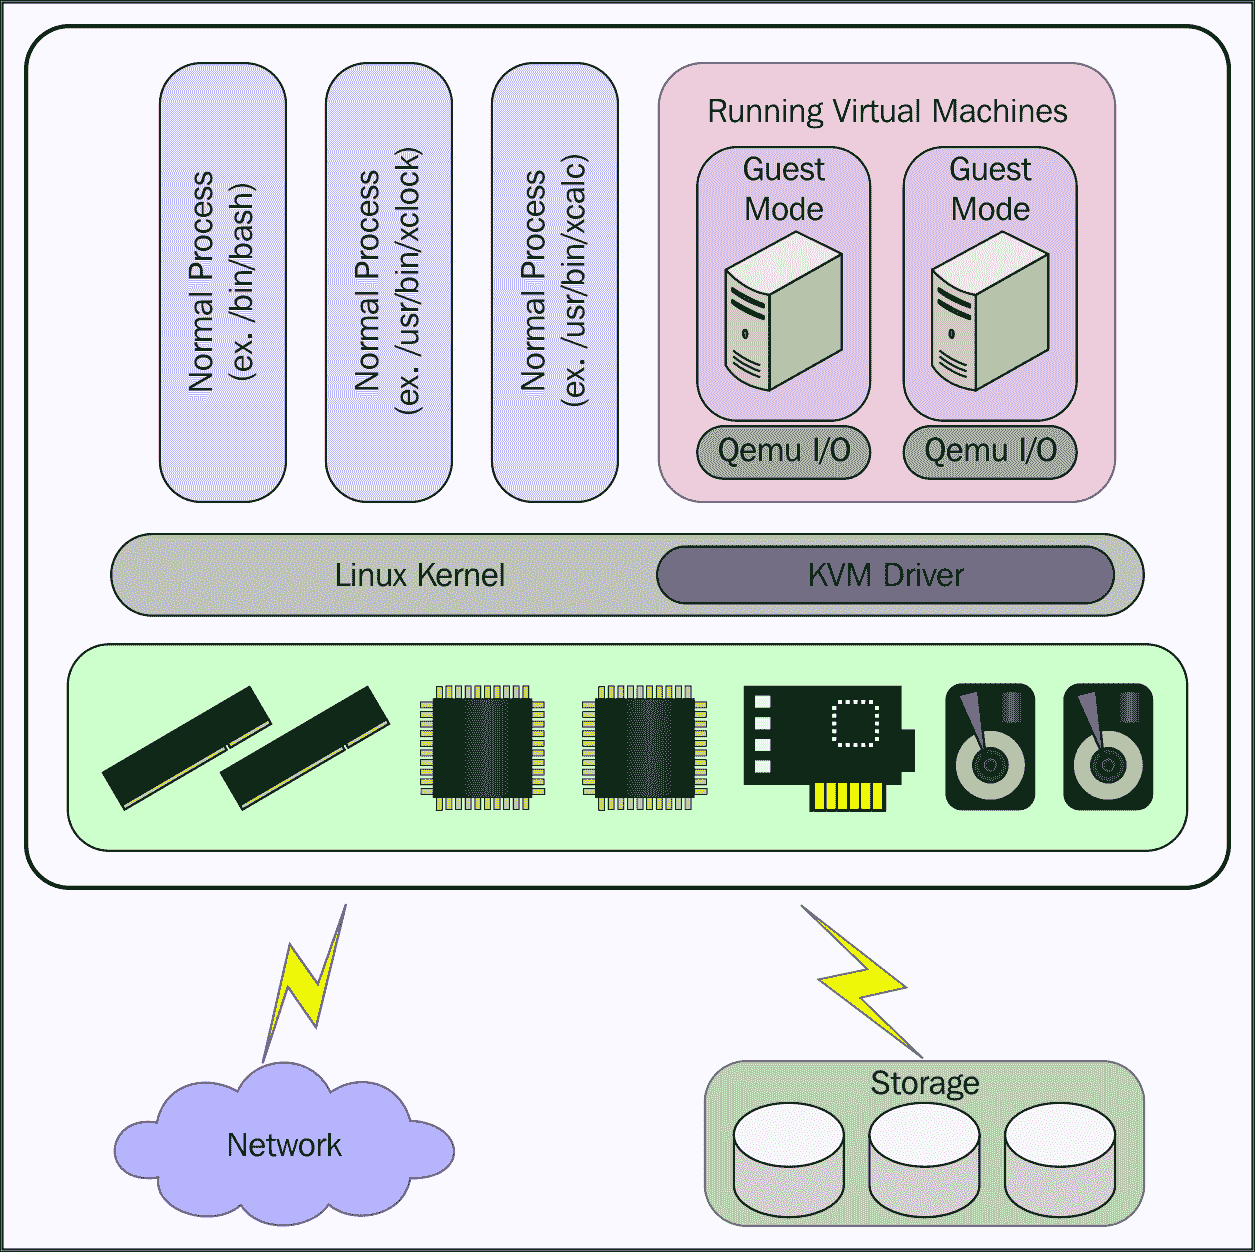 Normal Process
(ex. /bin/bash)
Normal Process
(ex. /usr/bin/xclock)
Normal Process
(ex. /usr/bin/xcalc)
Running Virtual Machines
Guest
Mode
Qemu I/O
Guest
Mode
Qemu I/O
Linux Kernel
KVM Driver
Network
Storage